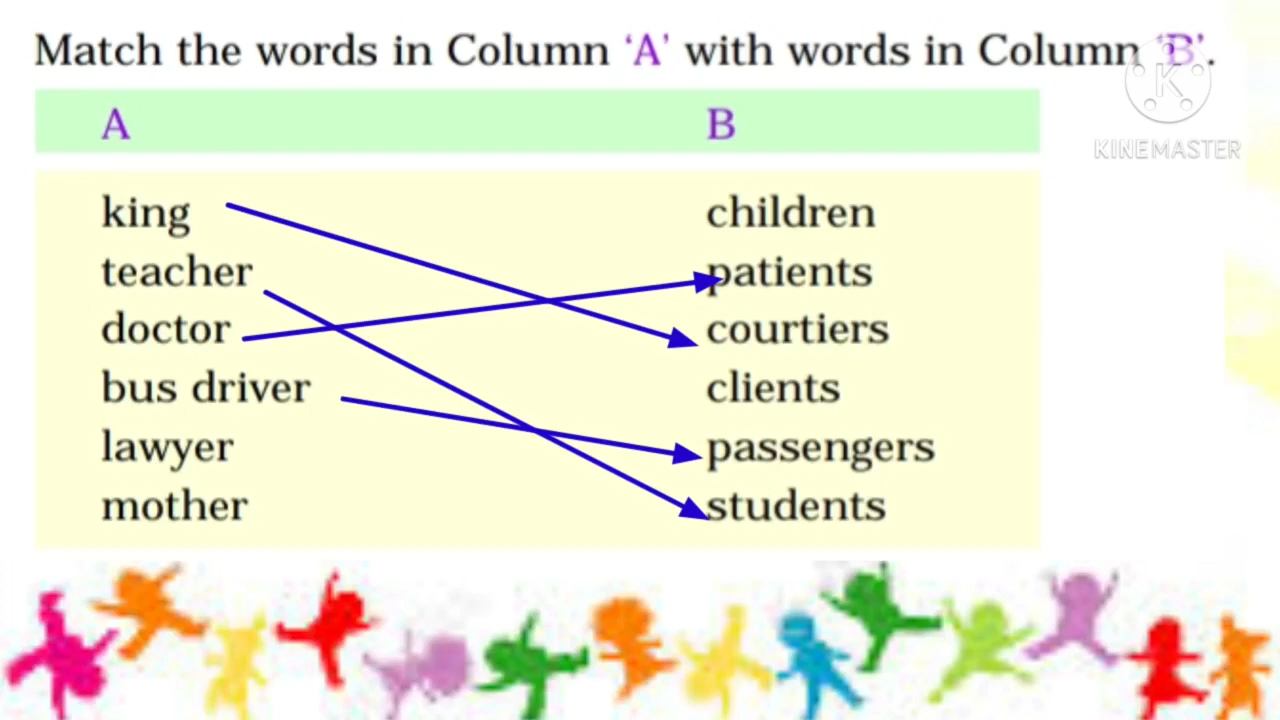 Match the words in Column ‘A’ with words in Column ‘B’.
KINEMASTER
A B
king children
teacher patients
doctor courtiers
bus driver clients
lawyer passengers
mother students